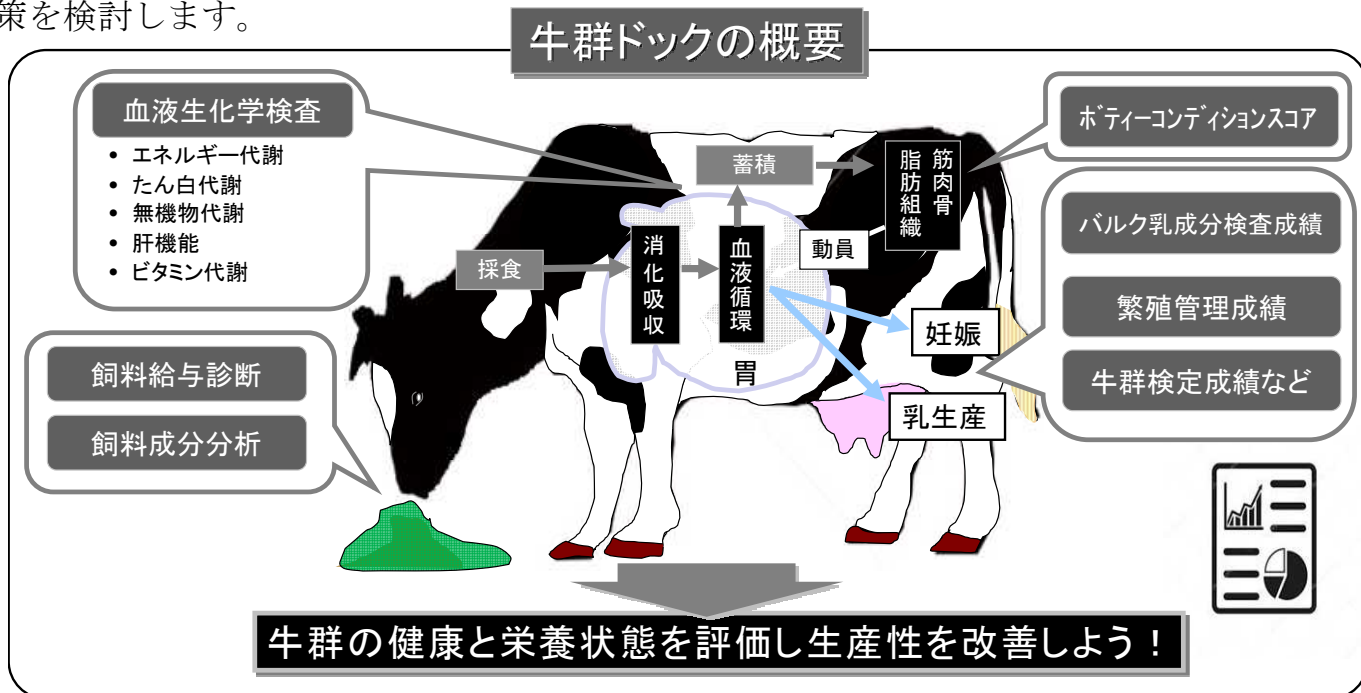 策を検討します。
牛群ドックの概要
血液生化学検査
• エネルギー代謝
• たん白代謝
• 無機物代謝
• 肝機能
• ビタミン代謝
ボディーコンディションスコア
蓄積
筋肉骨
脂肪組織
動員
採食
消化吸収
血液循環
胃
妊娠
乳生産
バルク乳成分検査成績
繁殖管理成績
牛群検定成績など
飼料給与診断
飼料成分分析
牛群の健康と栄養状態を評価し生産性を改善しよう！